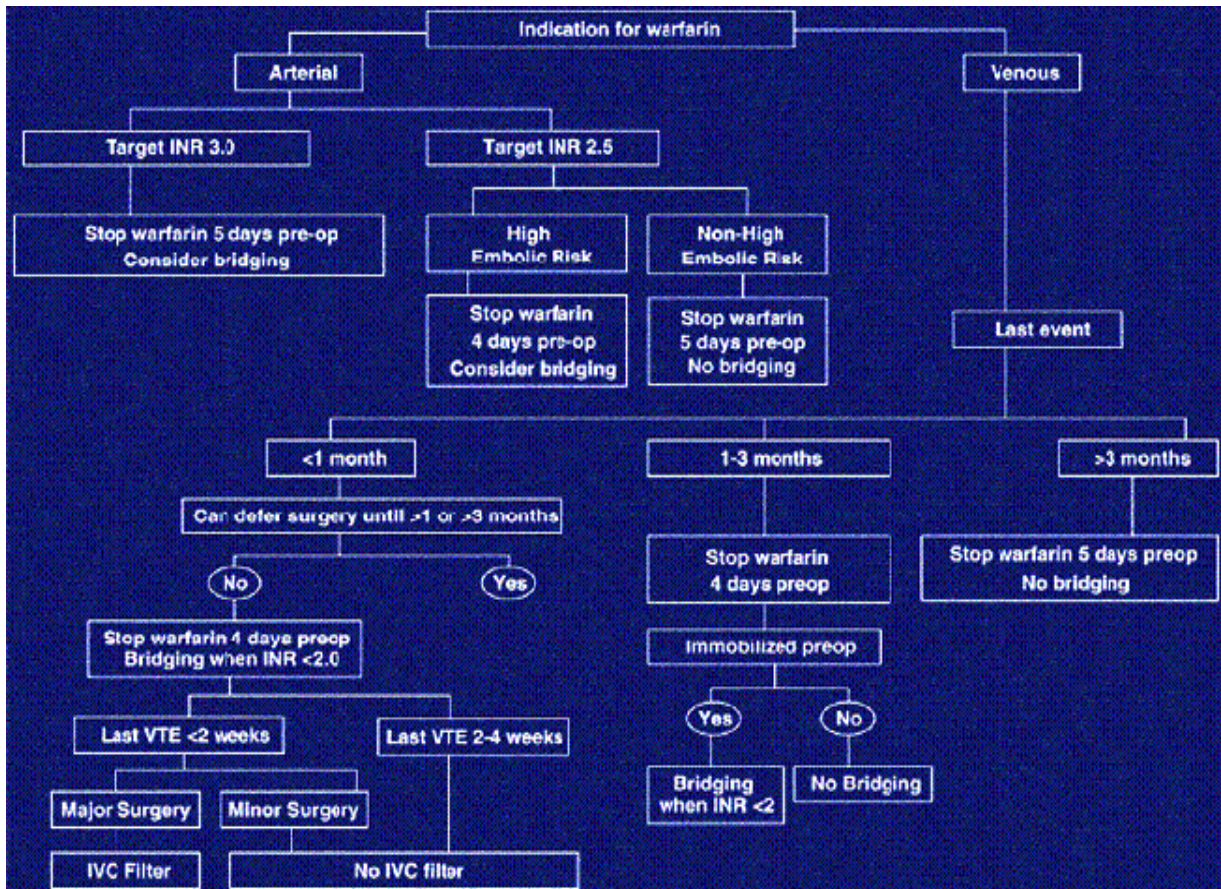 Indication for warfarin
Arterial
Venous
Target INR 3.0
Target INR 2.5
Stop warfarin 5 days pre-op
Consider bridging
High
Embolic Risk
Non-High
Embolic Risk
Stop warfarin
4 days pre-op
Consider bridging
Stop warfarin
5 days pre-op
No bridging
Last event
<1 month
1-3 months
>3 months
Can defer surgery until >1 or >3 months
No
Yes
Stop warfarin
4 days preop
Stop warfarin 5 days preop
No bridging
Stop warfarin 4 days preop
Bridging when INR <2.0
Immobilized preop
Yes
No
Last VTE <2 weeks
Last VTE 2-4 weeks
Bridging
when INR <2
No Bridging
Major Surgery
Minor Surgery
IVC Filter
No IVC filter